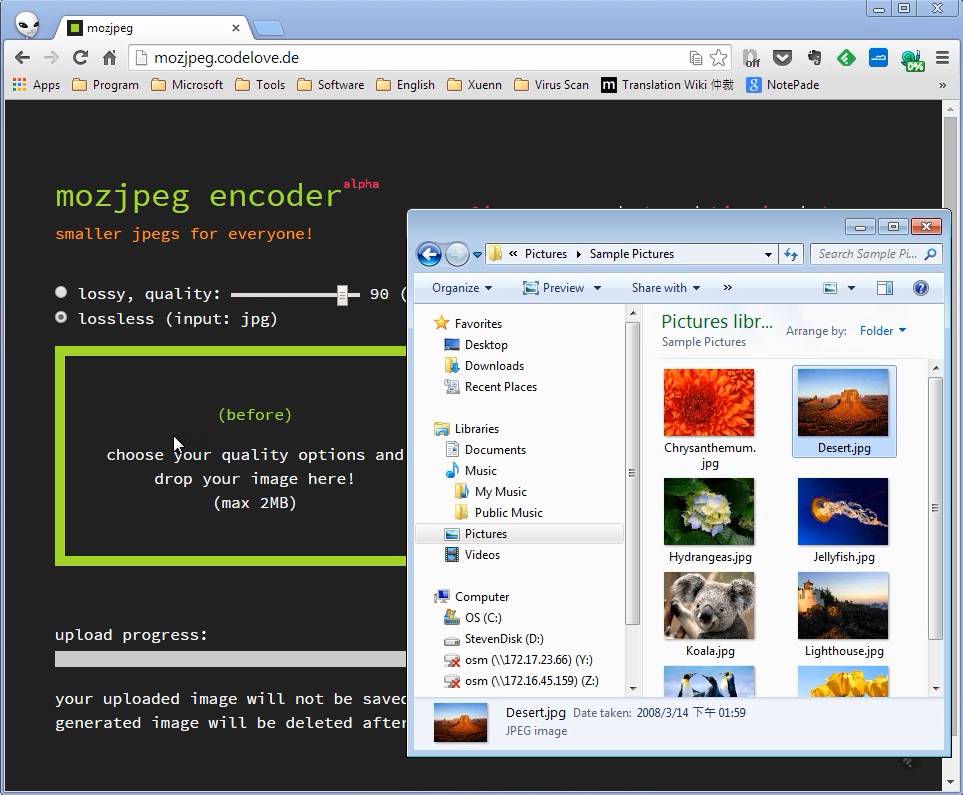 mozjpeg
mozjpeg.codelove.de
off
0%
Apps Program Microsoft Tools Software English Xuenn Virus Scan m Translation Wiki 仲裁 8 NotePade »
mozjpeg encoder alpha
smaller jpegs for everyone!
lossy, quality: 90 (
lossless (input: jpg)
(before)
choose your quality options and
drop your image here!
(max 2MB)
upload progress:
your uploaded image will not be saved
generated image will be deleted after
« Pictures Sample Pictures
Search Sample Pi...
Organize Preview Share with »
Favorites
Desktop
Downloads
Recent Places
Libraries
Documents
Music
My Music
Public Music
Pictures
Videos
Computer
OS (C:)
StevenDisk (D:)
osm (\\172.17.23.66) (Y:)
osm (\\172.16.45.159) (Z:)
Pictures libr...
Sample Pictures
Arrange by: Folder
Chrysanthemum.
jpg
Desert.jpg
Hydrangeas.jpg
Jellyfish.jpg
Koala.jpg
Lighthouse.jpg
Desert.jpg Date taken: 2008/3/14 下午 01:59
JPEG image